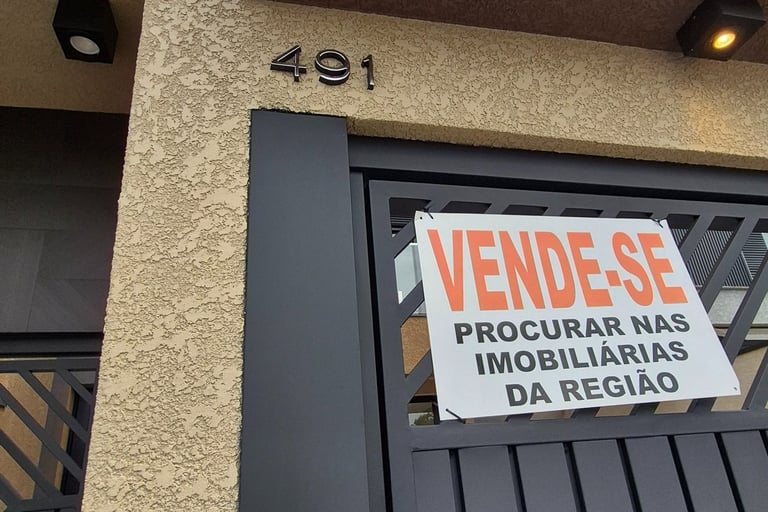 491
VENDE-SE
PROCURAR NAS
IMOBILIÁRIAS
DA REGIÃO